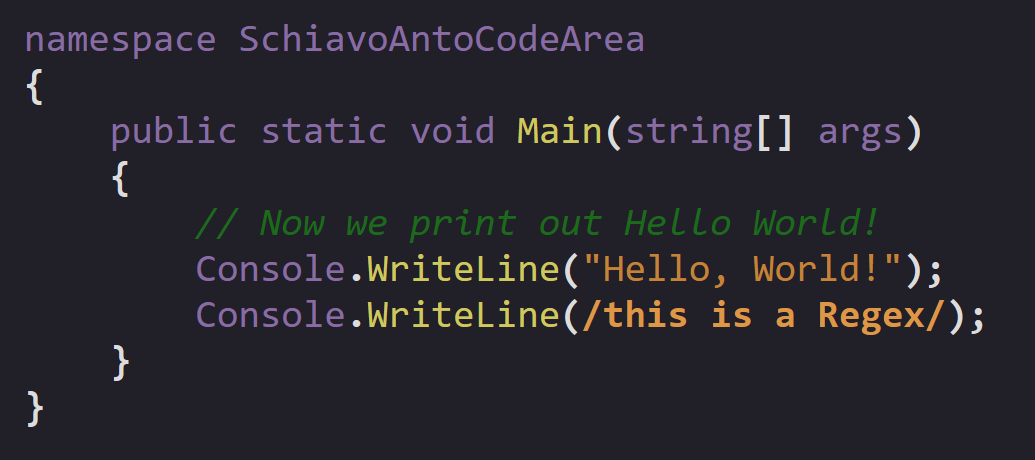 namespace SchiavoAntoCodeArea
{
    public static void Main(string[] args)
    {
        // Now we print out Hello World!
        Console.WriteLine("Hello, World!");
        Console.WriteLine(/this is a Regex/);
    }
}